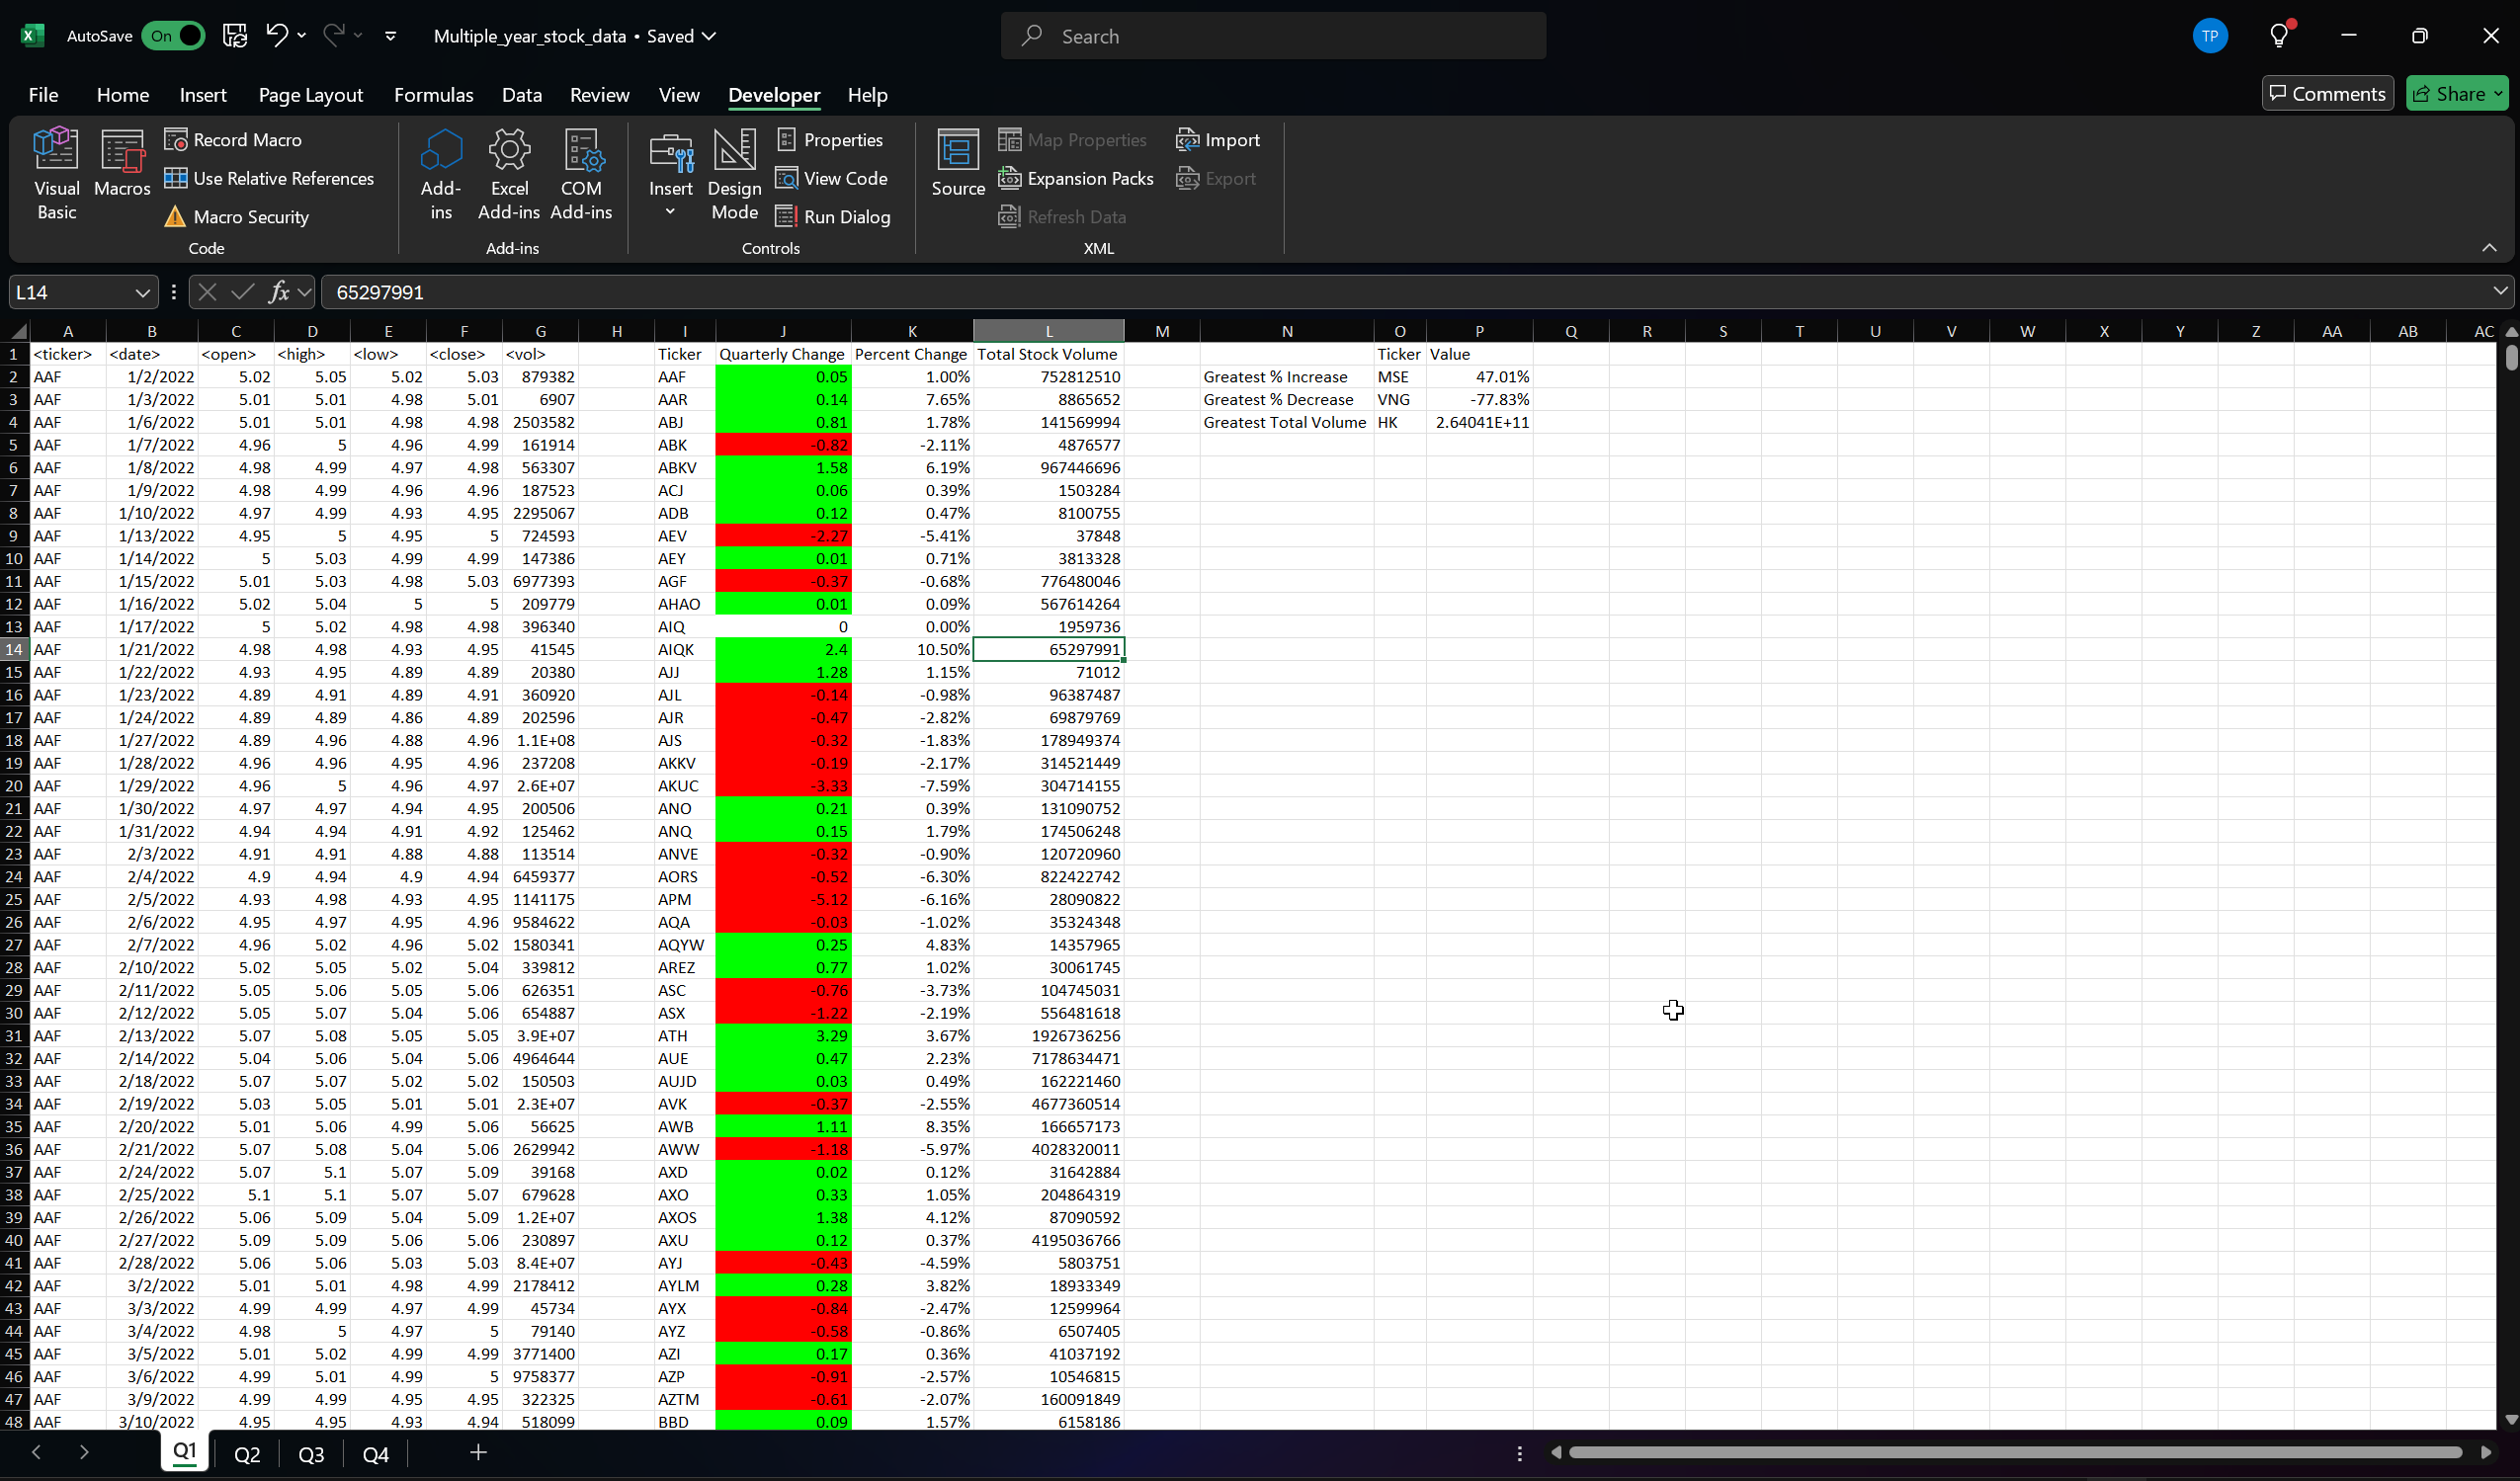 AutoSave On Multiple_year_stock_data • Saved Search TP
File Home Insert Page Layout Formulas Data Review View Developer Help Comments Share
Visual Basic Macros Record Macro Use Relative References Macro Security Code
Add-ins Excel Add-ins COM Add-ins Add-ins
Insert Design Mode Properties View Code Run Dialog Controls
Source Map Properties Expansion Packs Refresh Data Import Export XML
L14 fx 65297991
A B C D E F G H I J K L M N O P Q R S T U V W X Y Z AA AB AC
1 <ticker> <date> <open> <high> <low> <close> <vol> Ticker Quarterly Change Percent Change Total Stock Volume Ticker Value
2 AAF 1/2/2022 5.02 5.05 5.02 5.03 879382 AAF 0.05 1.00% 752812510 Greatest % Increase MSE 47.01%
3 AAF 1/3/2022 5.01 5.01 4.98 5.01 6907 AAR 0.14 7.65% 8865652 Greatest % Decrease VNG -77.83%
4 AAF 1/6/2022 5.01 5.01 4.98 4.98 2503582 ABJ 0.81 1.78% 141569994 Greatest Total Volume HK 2.64041E+11
5 AAF 1/7/2022 4.96 5 4.96 4.99 161914 ABK -0.82 -2.11% 4876577
6 AAF 1/8/2022 4.98 4.99 4.97 4.98 563307 ABKV 1.58 6.19% 967446696
7 AAF 1/9/2022 4.98 4.99 4.96 4.96 187523 ACJ 0.06 0.39% 1503284
8 AAF 1/10/2022 4.97 4.99 4.93 4.95 2295067 ADB 0.12 0.47% 8100755
9 AAF 1/13/2022 4.95 5 4.95 5 724593 AEV -2.27 -5.41% 37848
10 AAF 1/14/2022 5 5.03 4.99 4.99 147386 AEY 0.01 0.71% 3813328
11 AAF 1/15/2022 5.01 5.03 4.98 5.03 6977393 AGF -0.37 -0.68% 776480046
12 AAF 1/16/2022 5.02 5.04 5 5 209779 AHAO 0.01 0.09% 567614264
13 AAF 1/17/2022 5 5.02 4.98 4.98 396340 AIQ 0 0.00% 1959736
14 AAF 1/21/2022 4.98 4.98 4.93 4.95 41545 AIQK 2.4 10.50% 65297991
15 AAF 1/22/2022 4.93 4.95 4.89 4.89 20380 AJJ 1.28 1.15% 71012
16 AAF 1/23/2022 4.89 4.91 4.89 4.91 360920 AJL -0.14 -0.98% 96387487
17 AAF 1/24/2022 4.89 4.89 4.86 4.89 202596 AJR -0.47 -2.82% 69879769
18 AAF 1/27/2022 4.89 4.96 4.88 4.96 1.1E+08 AJS -0.32 -1.83% 178949374
19 AAF 1/28/2022 4.96 4.96 4.95 4.96 237208 AKKV -0.19 -2.17% 314521449
20 AAF 1/29/2022 4.96 5 4.96 4.97 2.6E+07 AKUC -3.33 -7.59% 304714155
21 AAF 1/30/2022 4.97 4.97 4.94 4.95 200506 ANO 0.21 0.39% 131090752
22 AAF 1/31/2022 4.94 4.94 4.91 4.92 125462 ANQ 0.15 1.79% 174506248
23 AAF 2/3/2022 4.91 4.91 4.88 4.88 113514 ANVE -0.32 -0.90% 120720960
24 AAF 2/4/2022 4.9 4.94 4.9 4.94 6459377 AORS -0.52 -6.30% 822422742
25 AAF 2/5/2022 4.93 4.98 4.93 4.95 1141175 APM -5.12 -6.16% 28090822
26 AAF 2/6/2022 4.95 4.97 4.95 4.96 9584622 AQA -0.03 -1.02% 35324348
27 AAF 2/7/2022 4.96 5.02 4.96 5.02 1580341 AQYW 0.25 4.83% 14357965
28 AAF 2/10/2022 5.02 5.05 5.02 5.04 339812 AREZ 0.77 1.02% 30061745
29 AAF 2/11/2022 5.05 5.06 5.05 5.06 626351 ASC -0.76 -3.73% 104745031
30 AAF 2/12/2022 5.05 5.07 5.04 5.06 654887 ASX -1.22 -2.19% 556481618
31 AAF 2/13/2022 5.07 5.08 5.05 5.05 3.9E+07 ATH 3.29 3.67% 1926736256
32 AAF 2/14/2022 5.04 5.06 5.04 5.06 4964644 AUE 0.47 2.23% 7178634471
33 AAF 2/18/2022 5.07 5.07 5.02 5.02 150503 AUJD 0.03 0.49% 162221460
34 AAF 2/19/2022 5.03 5.05 5.01 5.01 2.3E+07 AVK -0.37 -2.55% 4677360514
35 AAF 2/20/2022 5.01 5.06 4.99 5.06 56625 AWB 1.11 8.35% 166657173
36 AAF 2/21/2022 5.07 5.08 5.04 5.06 2629942 AWW -1.18 -5.97% 4028320011
37 AAF 2/24/2022 5.07 5.1 5.07 5.09 39168 AXD 0.02 0.12% 31642884
38 AAF 2/25/2022 5.1 5.1 5.07 5.07 679628 AXO 0.33 1.05% 204864319
39 AAF 2/26/2022 5.06 5.09 5.04 5.09 1.2E+07 AXOS 1.38 4.12% 87090592
40 AAF 2/27/2022 5.09 5.09 5.06 5.06 230897 AXU 0.12 0.37% 4195036766
41 AAF 2/28/2022 5.06 5.06 5.03 5.03 8.4E+07 AYJ -0.43 -4.59% 5803751
42 AAF 3/2/2022 5.01 5.01 4.98 4.99 2178412 AYLM 0.28 3.82% 18933349
43 AAF 3/3/2022 4.99 4.99 4.97 4.99 45734 AYX -0.84 -2.47% 12599964
44 AAF 3/4/2022 4.98 5 4.97 5 79140 AYZ -0.58 -0.86% 6507405
45 AAF 3/5/2022 5.01 5.02 4.99 4.99 3771400 AZI 0.17 0.36% 41037192
46 AAF 3/6/2022 4.99 5.01 4.99 5 9758377 AZP -0.91 -2.57% 10546815
47 AAF 3/9/2022 4.99 4.99 4.95 4.95 322325 AZTM -0.61 -2.07% 160091849
48 AAF 3/10/2022 4.95 4.95 4.93 4.94 518099 BBD 0.09 1.57% 6158186
Q1 Q2 Q3 Q4